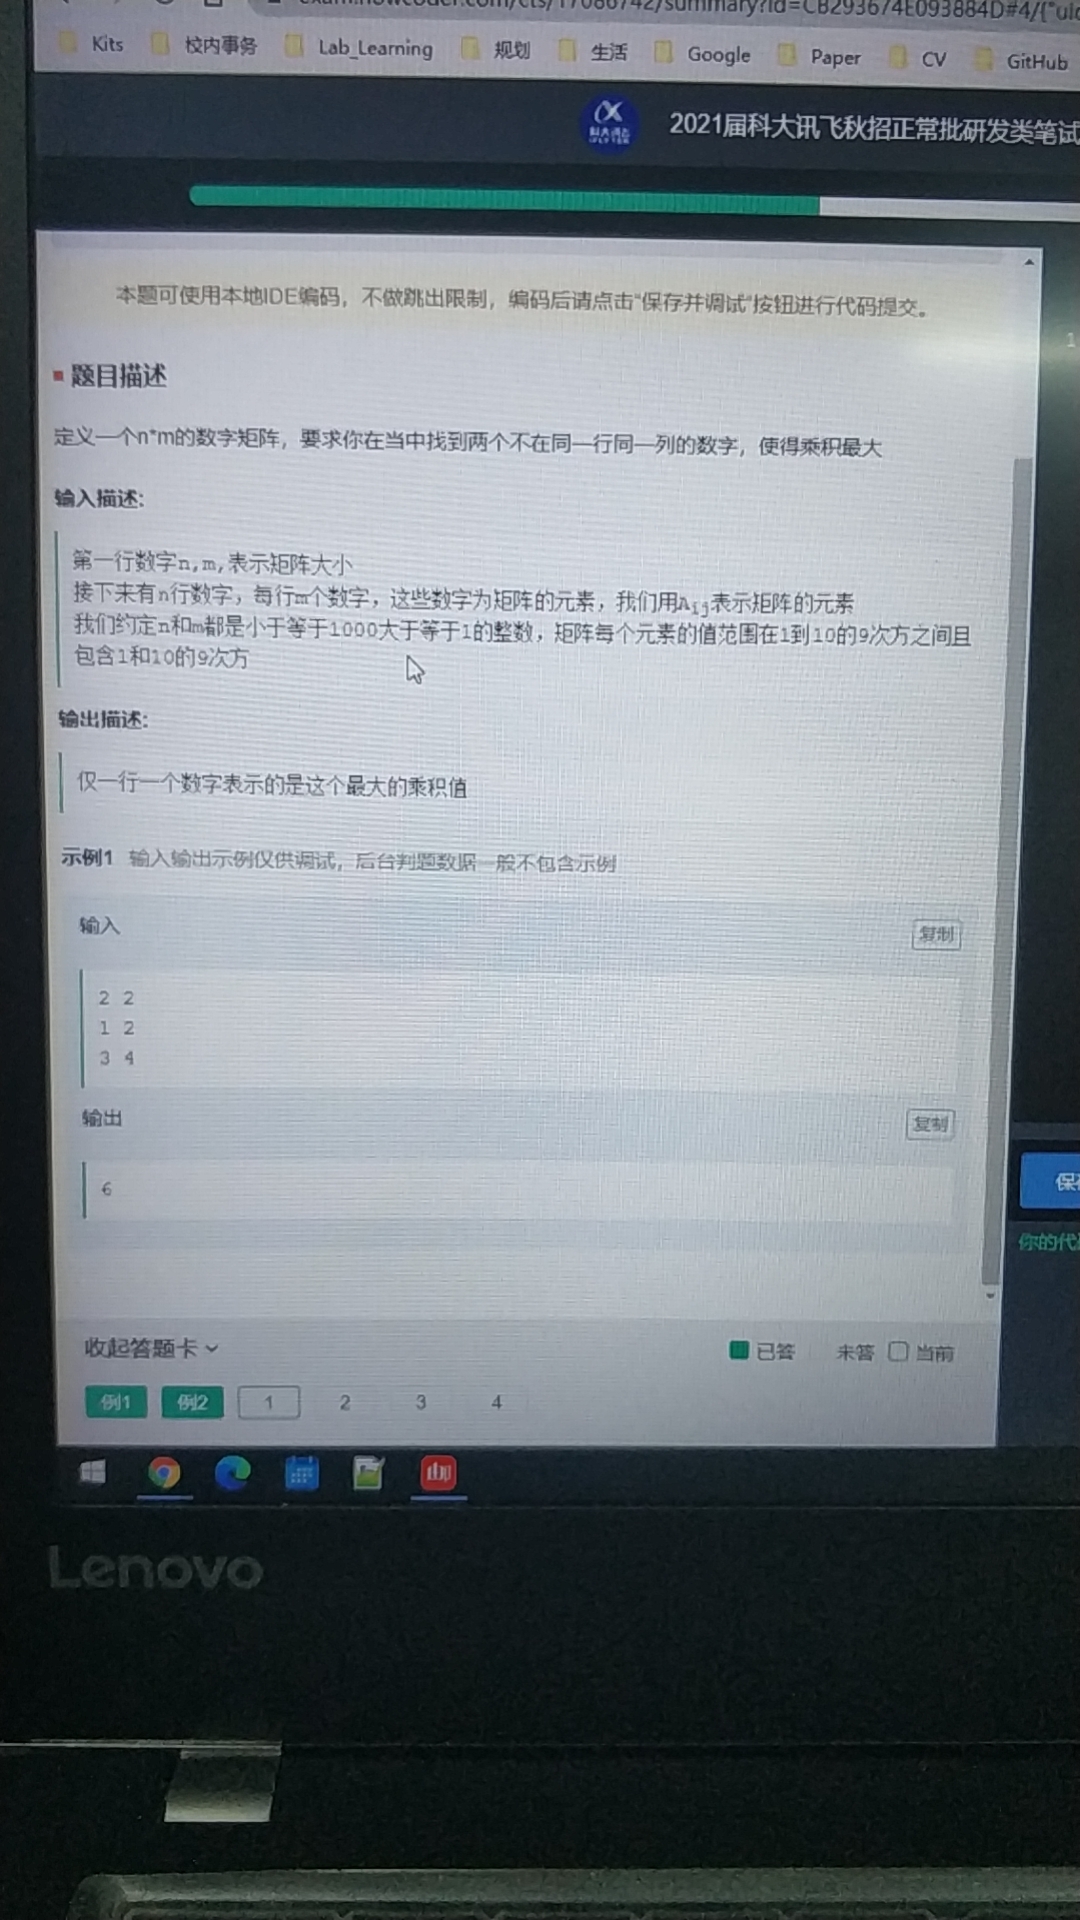 Kits 校内事务 Lab_Learning 规划 生活 Google Paper CV GitHub
2021届科大讯飞秋招正常批研发类笔试
本题可使用本地IDE编码，不做跳出限制，编码后请点击“保存并调试”按钮进行代码提交。
题目描述
定义一个n*m的数字矩阵，要求你在当中找到两个不在同一行同一列的数字，使得乘积最大
输入描述:
第一行数字n,m,表示矩阵大小
接下来有n行数字，每行m个数字，这些数字为矩阵的元素，我们用Aij表示矩阵的元素
我们约定n和m都是小于等于1000大于等于1的整数，矩阵每个元素的值范围在1到10的9次方之间且
包含1和10的9次方
输出描述:
仅一行一个数字表示的是这个最大的乘积值
示例1 输入输出示例仅供调试，后台判题数据一般不包含示例
输入 复制
2 2
1 2
3 4
输出 复制
6
你的代
收起答题卡 已答 未答 当前
例1 例2 1 2 3 4
Lenovo